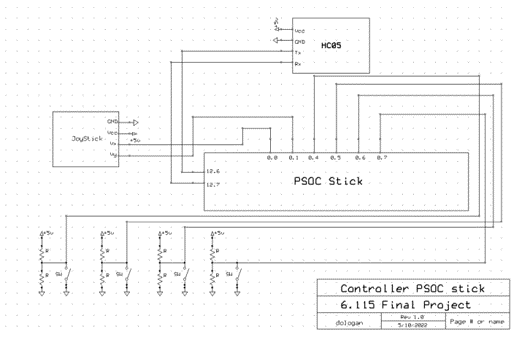 Vcc
GND
Tx
Rx
HC05
GND
Vcc
+5v
Vx
Vy
JoyStick
0.0 0.1 0.4 0.5 0.6 0.7
12.6
12.7
PSOC Stick
+5v +5v +5v +5v
R R R R
R SW R SW R SW R SW
Controller PSOC stick
6.115 Final Project
dologan
Rev 1.0
5/10/2022
Page # or name